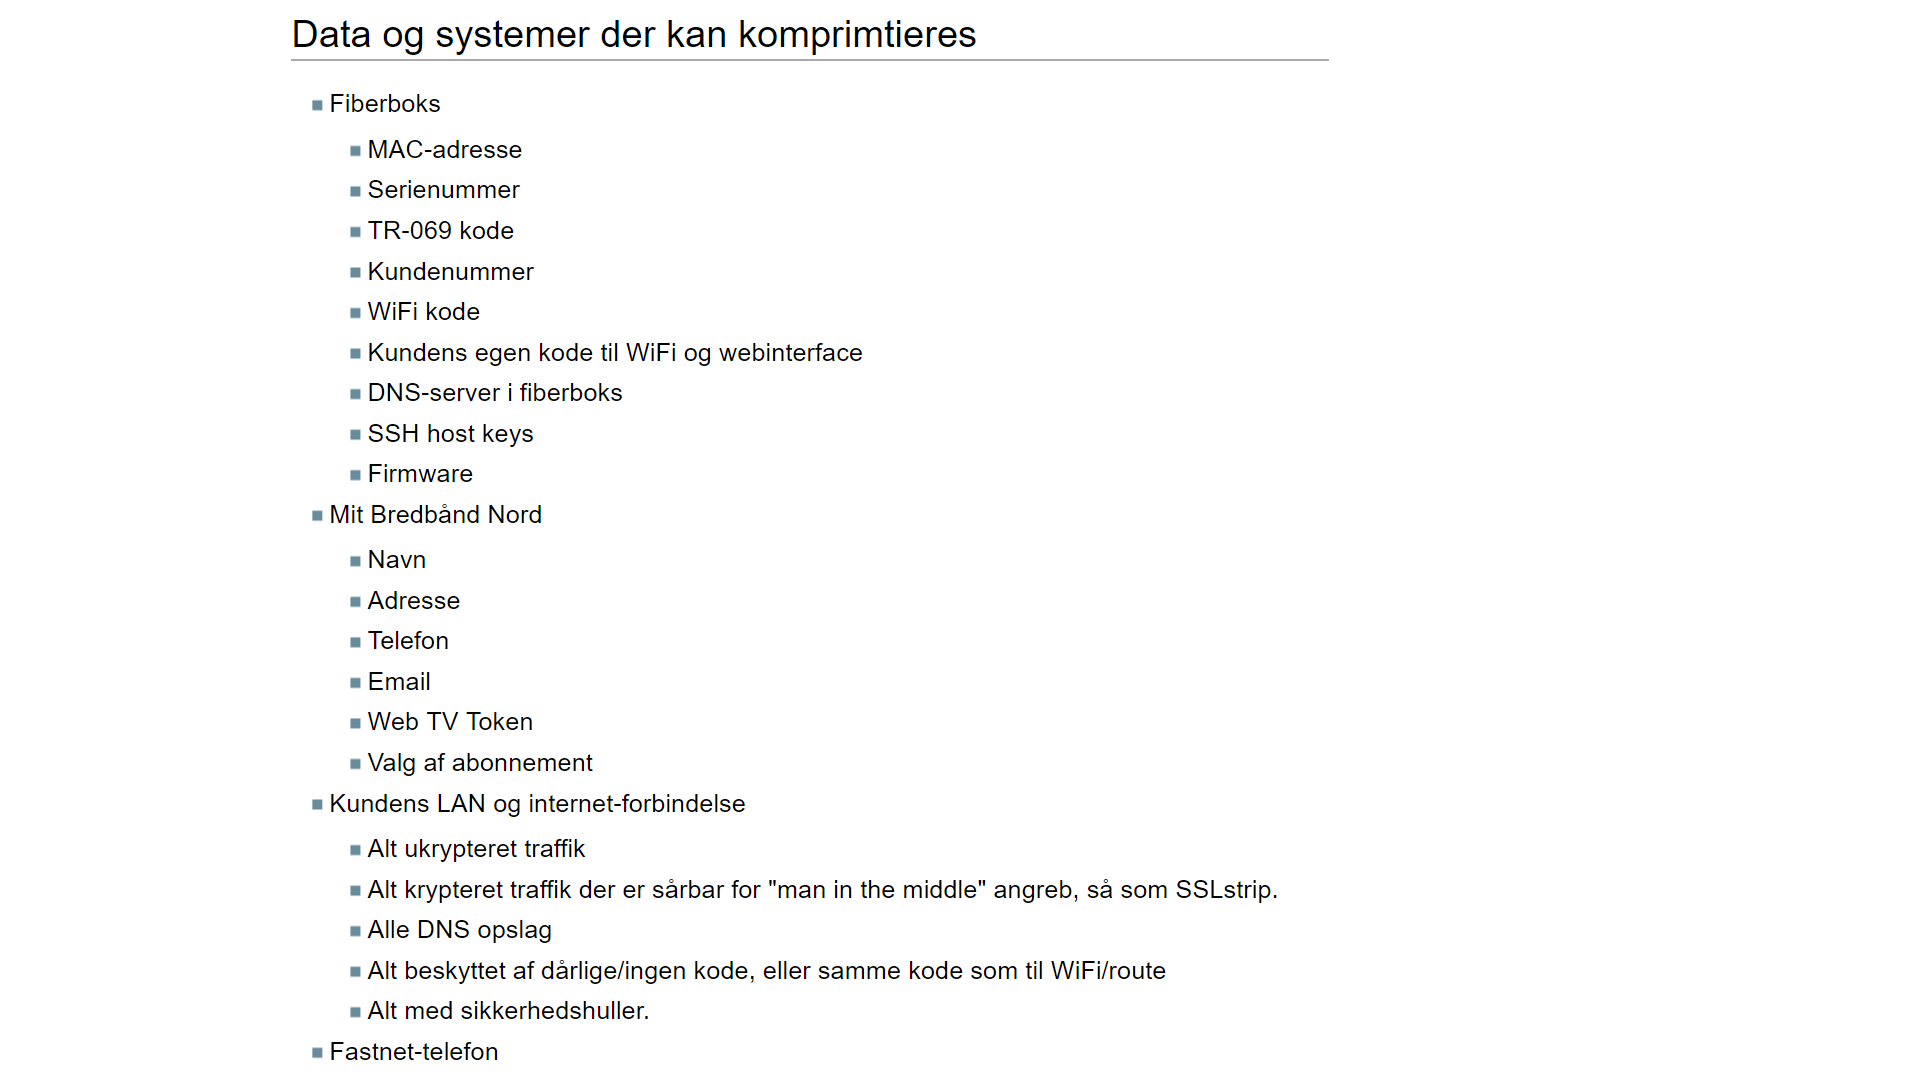 Data og systemer der kan komprimtieres
Fiberboks
MAC-adresse
Serienummer
TR-069 kode
Kundenummer
WiFi kode
Kundens egen kode til WiFi og webinterface
DNS-server i fiberboks
SSH host keys
Firmware
Mit Bredbånd Nord
Navn
Adresse
Telefon
Email
Web TV Token
Valg af abonnement
Kundens LAN og internet-forbindelse
Alt ukrypteret traffik
Alt krypteret traffik der er sårbar for "man in the middle" angreb, så som SSLstrip.
Alle DNS opslag
Alt beskyttet af dårlige/ingen kode, eller samme kode som til WiFi/route
Alt med sikkerhedshuller.
Fastnet-telefon